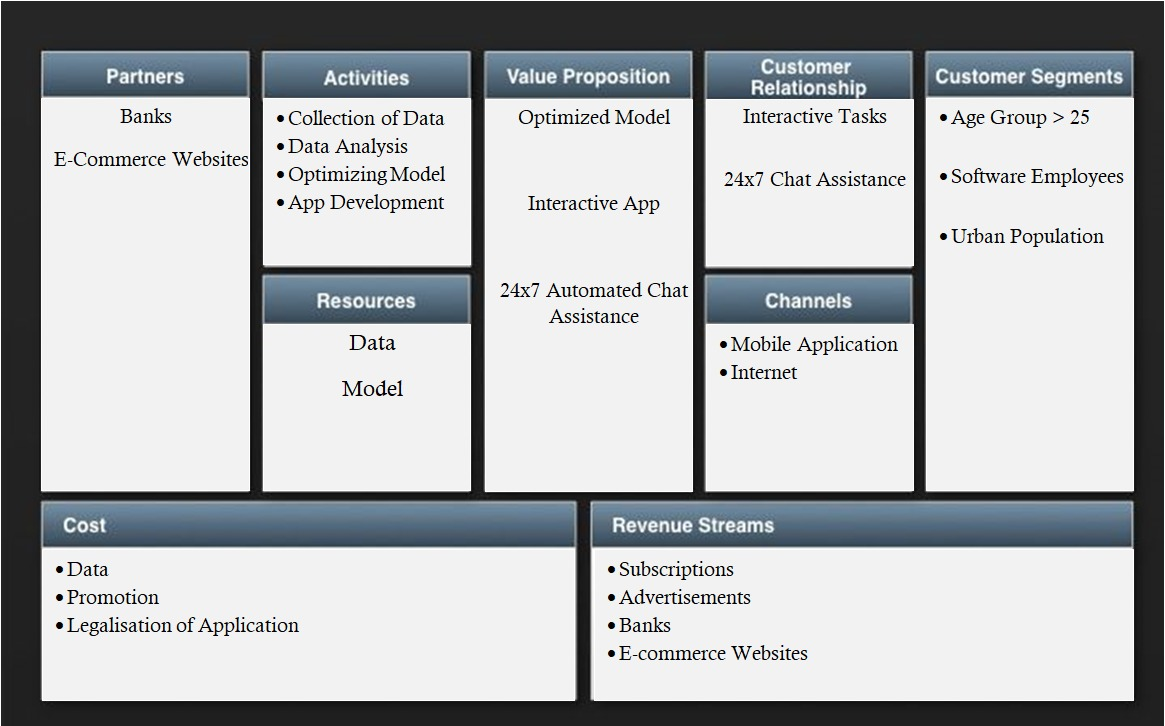 Partners
Banks
E-Commerce Websites
Activities
• Collection of Data
• Data Analysis
• Optimizing Model
• App Development
Resources
Data
Model
Value Proposition
Optimized Model
Interactive App
24x7 Automated Chat
Assistance
Customer
Relationship
Interactive Tasks
24x7 Chat Assistance
Channels
• Mobile Application
• Internet
Customer Segments
• Age Group > 25
• Software Employees
• Urban Population
Cost
• Data
• Promotion
• Legalisation of Application
Revenue Streams
• Subscriptions
• Advertisements
• Banks
• E-commerce Websites